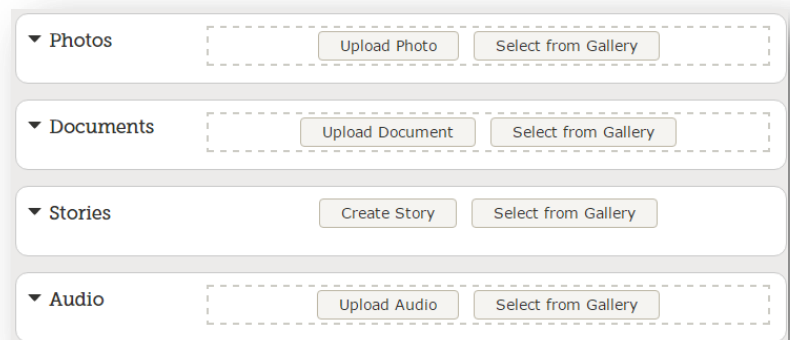 Photos Upload Photo Select from Gallery
Documents Upload Document Select from Gallery
Stories Create Story Select from Gallery
Audio Upload Audio Select from Gallery